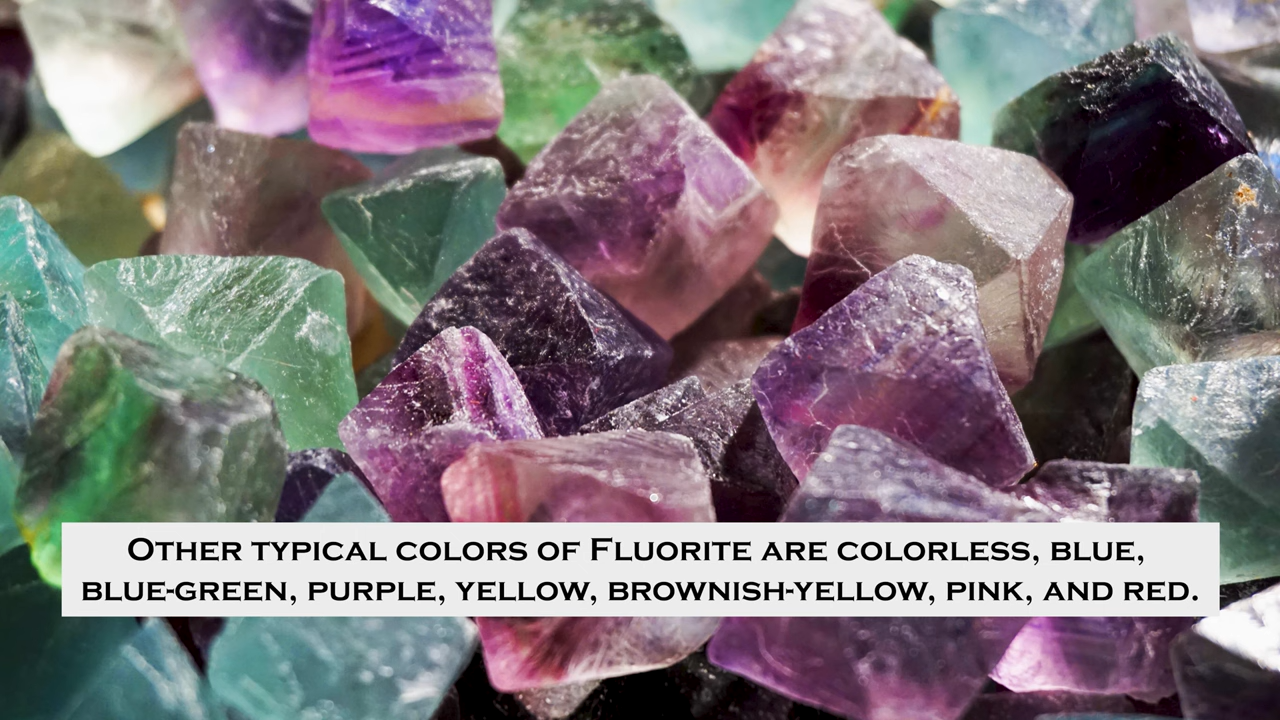 Other typical colors of Fluorite are colorless, blue,
blue-green, purple, yellow, brownish-yellow, pink, and red.